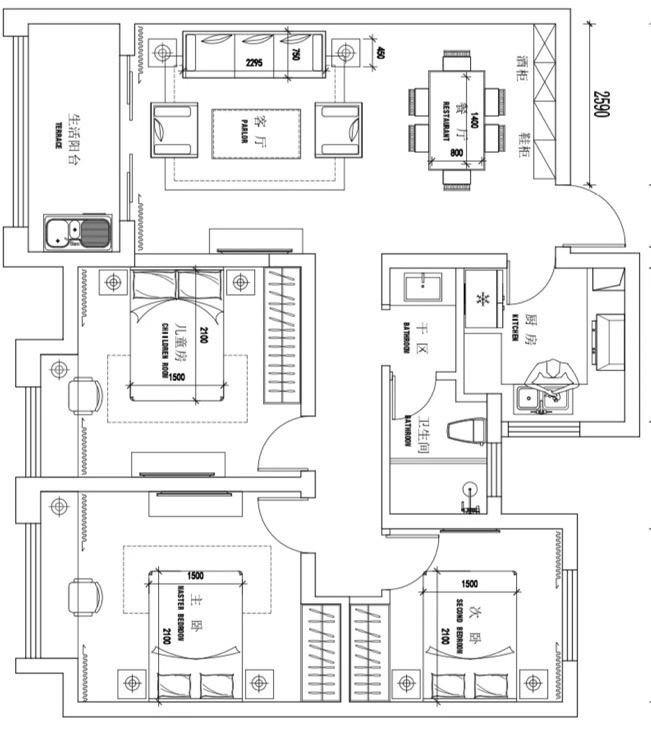 酒柜
2295
750
450
2590
生活阳台
TERRACE
客厅
PARLOR
餐厅
RESTAURANT
1400
800
鞋柜
儿童房
CHILDREN ROOM
2100
1500
干区
BATHROOM
厨房
KITCHEN
卫生间
BATHROOM
1500
主卧
MASTER BEDROOM
2100
1500
次卧
SECOND BEDROOM
2100